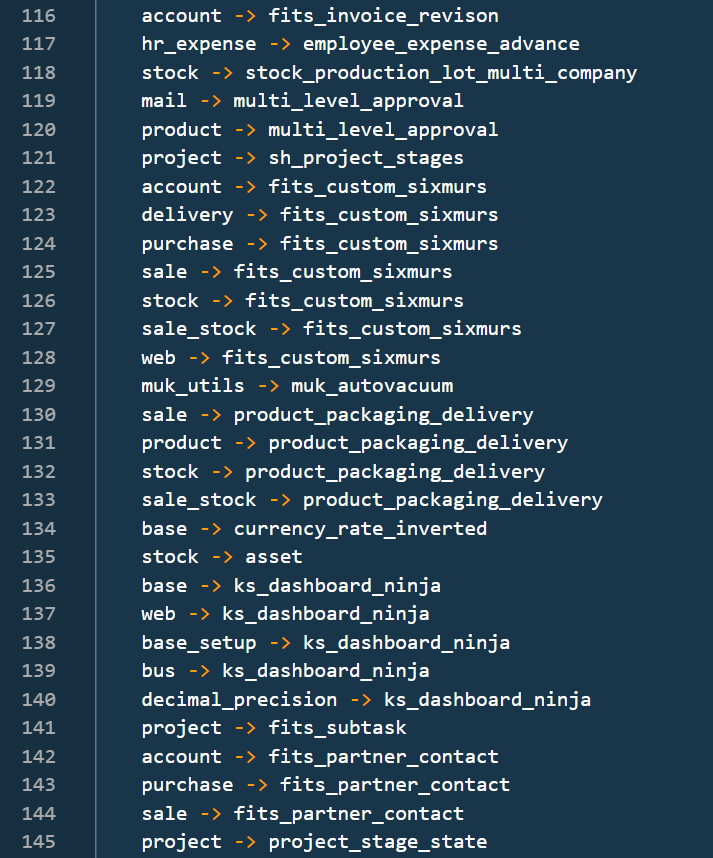 116 account -> fits_invoice_revison
117 hr_expense -> employee_expense_advance
118 stock -> stock_production_lot_multi_company
119 mail -> multi_level_approval
120 product -> multi_level_approval
121 project -> sh_project_stages
122 account -> fits_custom_sixmurs
123 delivery -> fits_custom_sixmurs
124 purchase -> fits_custom_sixmurs
125 sale -> fits_custom_sixmurs
126 stock -> fits_custom_sixmurs
127 sale_stock -> fits_custom_sixmurs
128 web -> fits_custom_sixmurs
129 muk_utils -> muk_autovacuum
130 sale -> product_packaging_delivery
131 product -> product_packaging_delivery
132 stock -> product_packaging_delivery
133 sale_stock -> product_packaging_delivery
134 base -> currency_rate_inverted
135 stock -> asset
136 base -> ks_dashboard_ninja
137 web -> ks_dashboard_ninja
138 base_setup -> ks_dashboard_ninja
139 bus -> ks_dashboard_ninja
140 decimal_precision -> ks_dashboard_ninja
141 project -> fits_subtask
142 account -> fits_partner_contact
143 purchase -> fits_partner_contact
144 sale -> fits_partner_contact
145 project -> project_stage_state